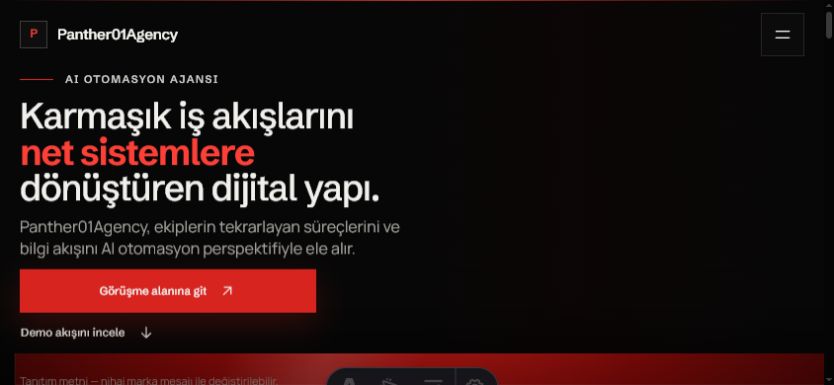 P
Panther01Agency
AI OTOMASYON AJANSI
Karmaşık iş akışlarını
net sistemlere
dönüştüren dijital yapı.
Panther01Agency, ekiplerin tekrarlayan süreçlerini ve
bilgi akışını AI otomasyon perspektifiyle ele alır.
Görüşme alanına git
Demo akışını incele
Tanıtım metni — nihai marka mesajı ile değiştirilebilir.